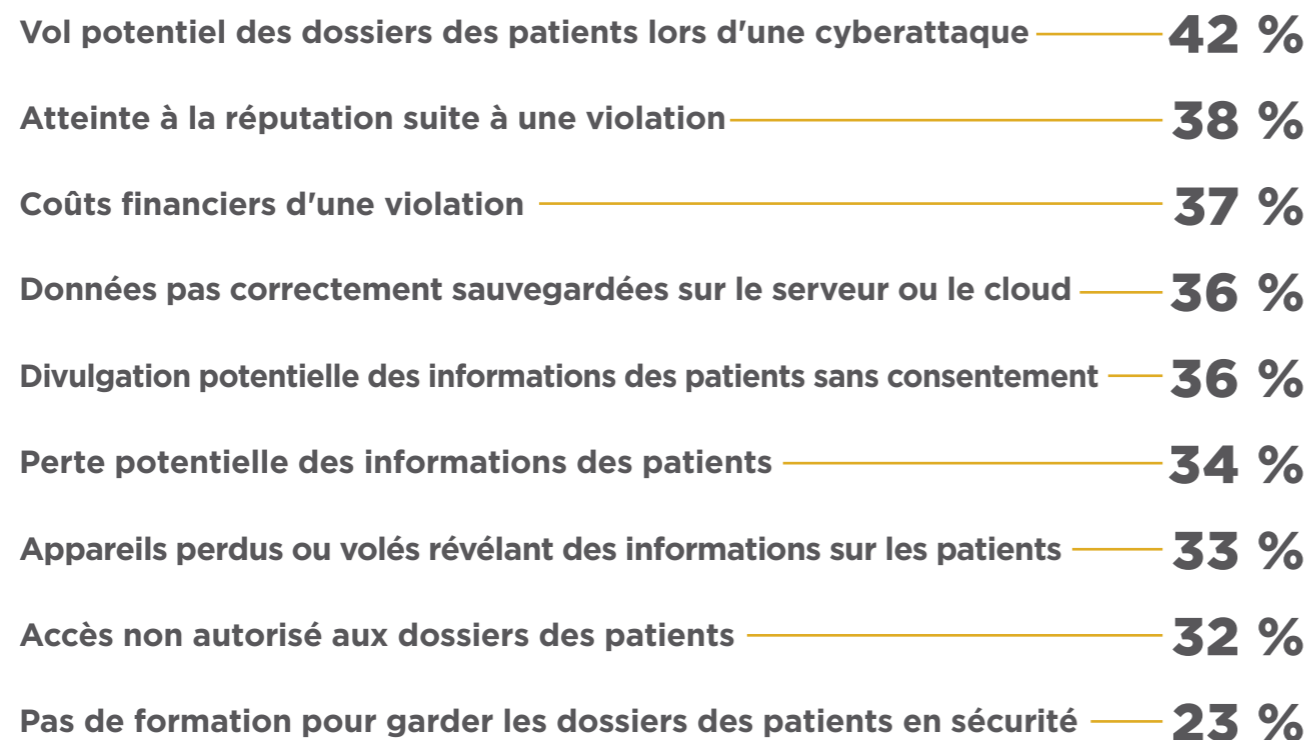 Vol potentiel des dossiers des patients lors d'une cyberattaque 42 %
Atteinte à la réputation suite à une violation 38 %
Coûts financiers d'une violation 37 %
Données pas correctement sauvegardées sur le serveur ou le cloud 36 %
Divulgation potentielle des informations des patients sans consentement 36 %
Perte potentielle des informations des patients 34 %
Appareils perdus ou volés révélant des informations sur les patients 33 %
Accès non autorisé aux dossiers des patients 32 %
Pas de formation pour garder les dossiers des patients en sécurité 23 %